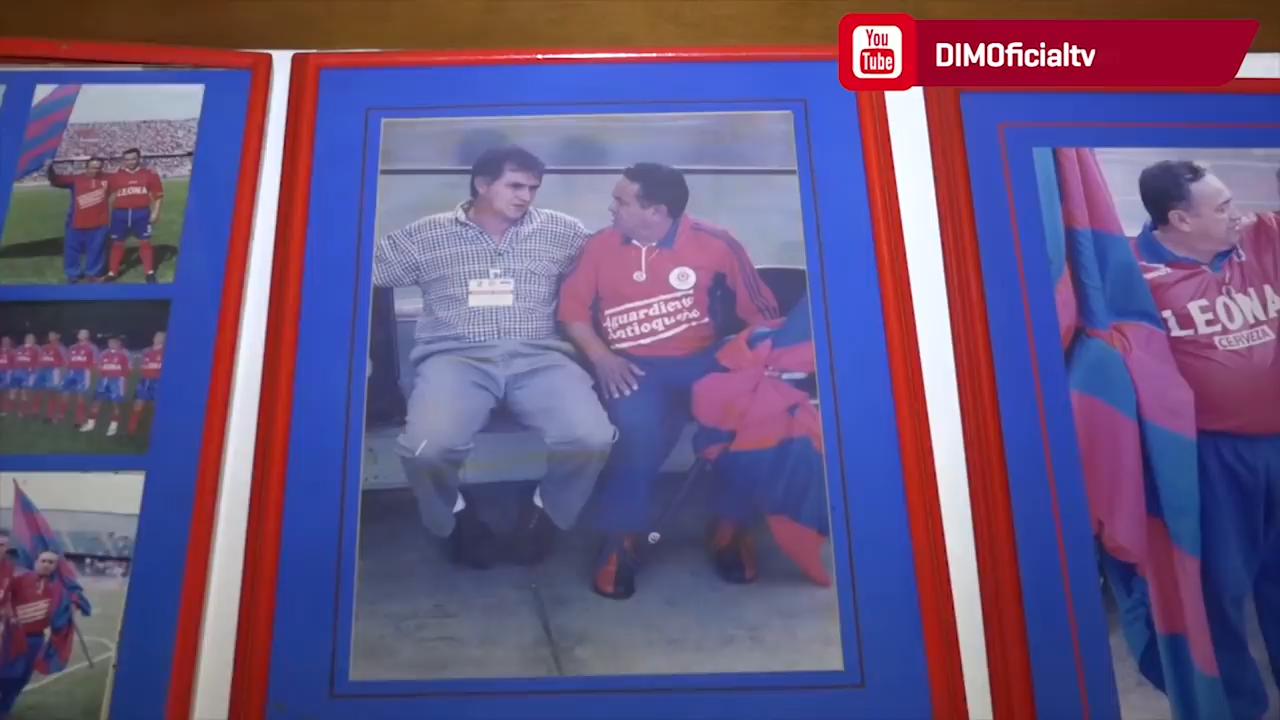 You
Tube
DIMOficialtv
LEONA
Aguardiente
Antioqueño
LEONA
CERVEZA